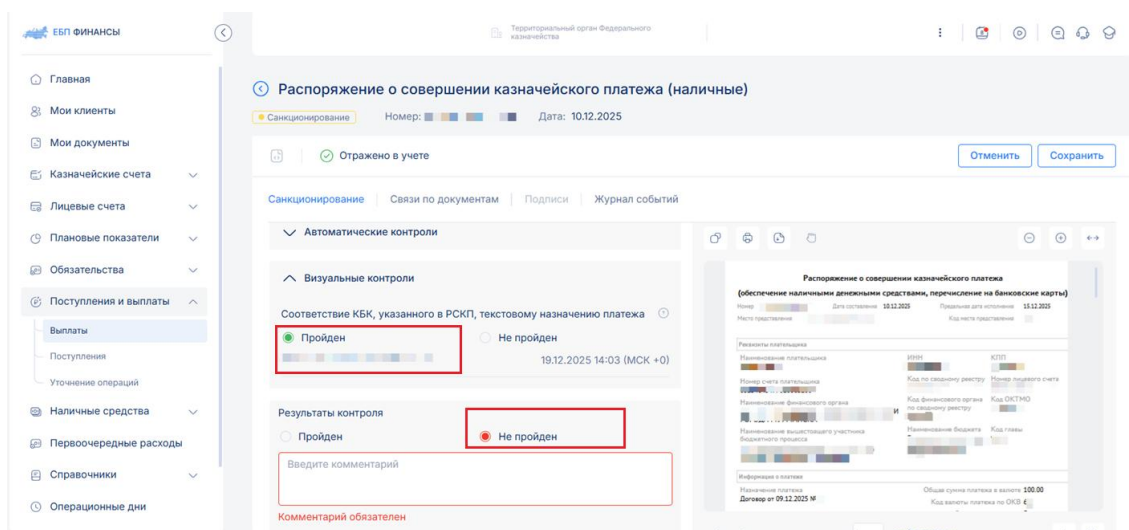 ЕБП ФИНАНСЫ
Территориальный орган Федерального
казначейства
Главная
Мои клиенты
Мои документы
Казначейские счета
Лицевые счета
Плановые показатели
Обязательства
Поступления и выплаты
Выплаты
Поступления
Уточнение операций
Наличные средства
Первоочередные расходы
Справочники
Операционные дни
Распоряжение о совершении казначейского платежа (наличные)
Санкционирование
Номер:
Дата: 10.12.2025
Отражено в учете
Отменить
Сохранить
Санкционирование
Связи по документам
Подписи
Журнал событий
Автоматические контроли
Визуальные контроли
Соответствие КБК, указанного в РСКП, текстовому назначению платежа
Пройден
Не пройден
19.12.2025 14:03 (МСК +0)
Результаты контроля
Пройден
Не пройден
Введите комментарий
Комментарий обязателен
Распоряжение о совершении казначейского платежа
(обеспечение наличными денежными средствами, перечисление на банковские карты)
Номер
Дата составления 10.12.2025
Предельная дата исполнения 15.12.2025
Место представления
Код места представления
Реквизиты плательщика
Наименование плательщика
ИНН
КПП
Номер счета плательщика
Код по сводному реестру
Номер лицевого счета
Наименование финансового органа
Код финансового органа
по сводному реестру
Код ОКТМО
и
Наименование вышестоящего участника
бюджетного процесса
Наименование бюджета
Код главы
Информация о платеже
Назначение платежа
Договор от 09.12.2025 №
Общая сумма платежа в валюте 100.00
Код валюты платежа по ОКВ